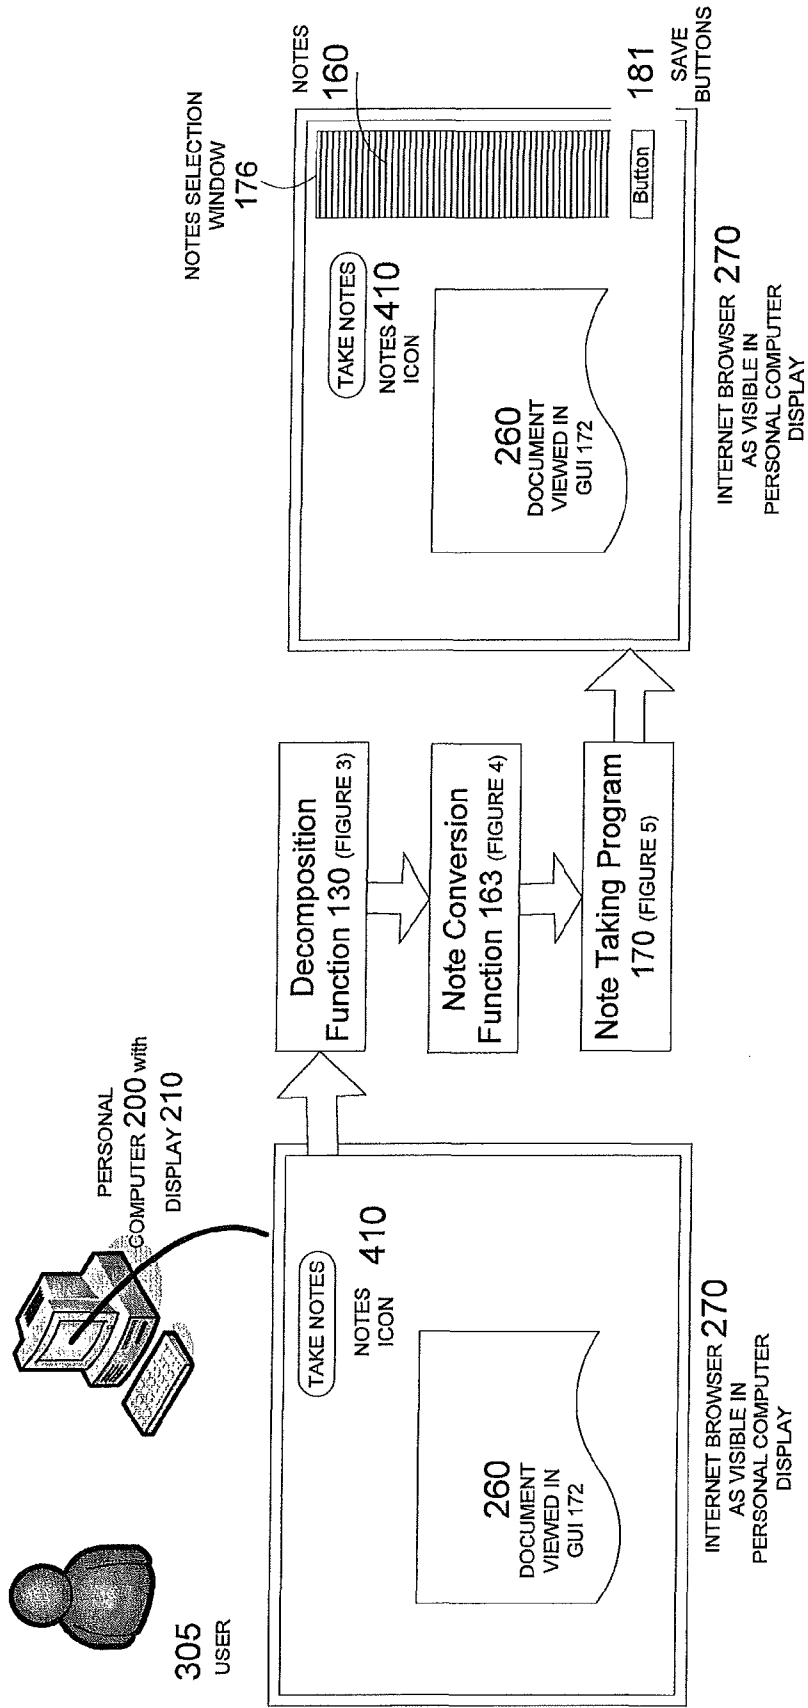 305
USER
PERSONAL
COMPUTER 200 with
DISPLAY 210
TAKE NOTES
NOTES
ICON
410
260
DOCUMENT
VIEWED IN
GUI 172
INTERNET BROWSER 270
AS VISIBLE IN
PERSONAL COMPUTER
DISPLAY
Decomposition
Function 130 (FIGURE 3)
Note Conversion
Function 163 (FIGURE 4)
Note Taking Program
170 (FIGURE 5)
NOTES SELECTION
WINDOW
176
NOTES
160
TAKE NOTES
NOTES 410
ICON
260
DOCUMENT
VIEWED IN
GUI 172
Button
181
SAVE
BUTTONS
INTERNET BROWSER 270
AS VISIBLE IN
PERSONAL COMPUTER
DISPLAY